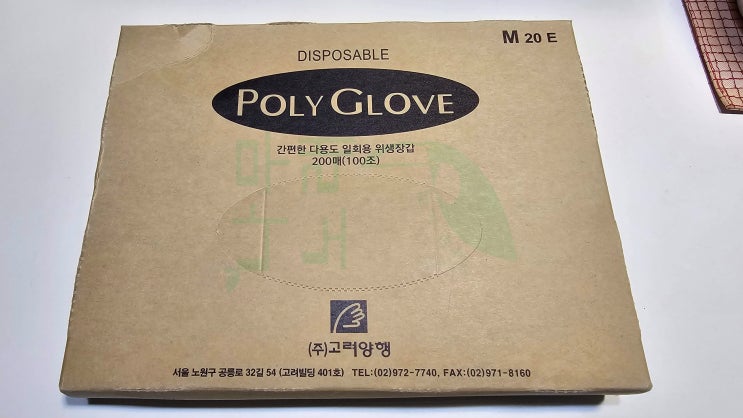 M 20 E
DISPOSABLE
POLY GLOVE
간편한 다용도 일회용 위생장갑
200매(100조)
(주)고려양행
서울 노원구 공릉로 32길 54 (고려빌딩 401호) TEL:(02)972-7740, FAX:(02)971-8160